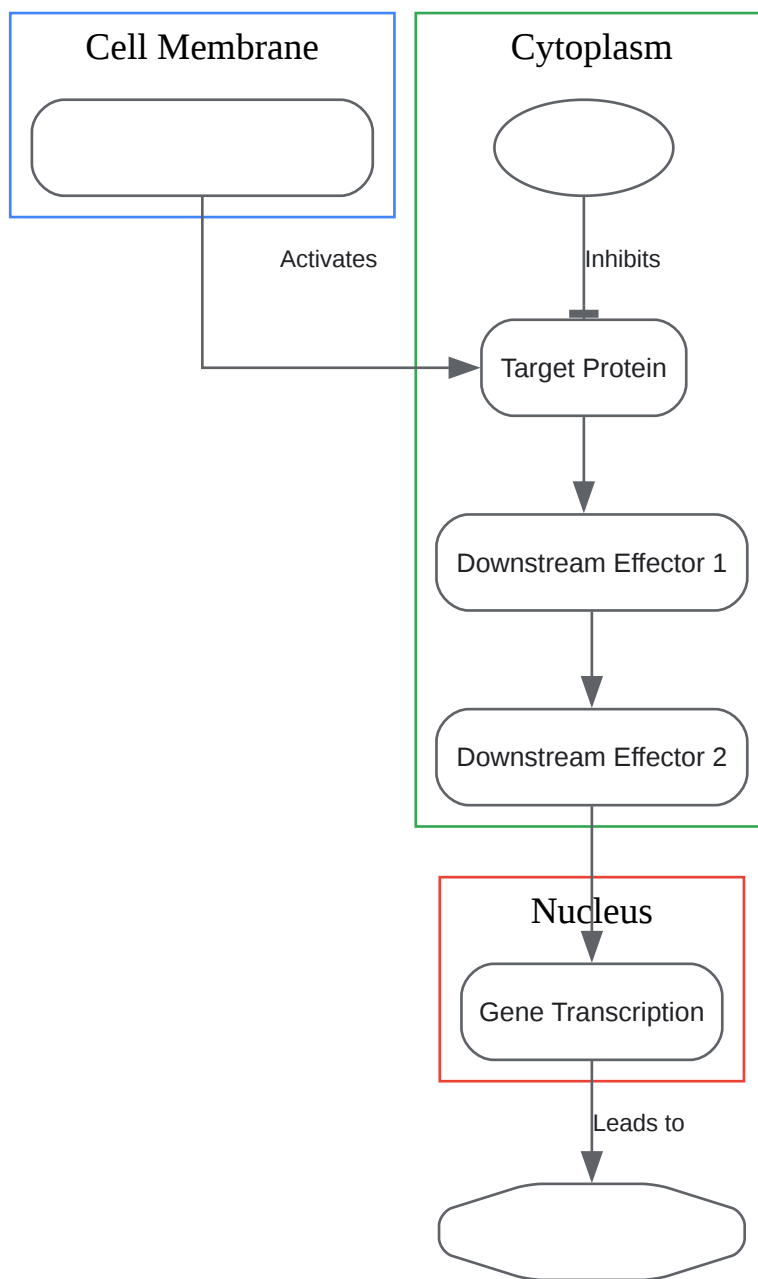 Cell Membrane
Cytoplasm
Activates
Inhibits
Target Protein
Downstream Effector 1
Downstream Effector 2
Nucleus
Gene Transcription
Leads to